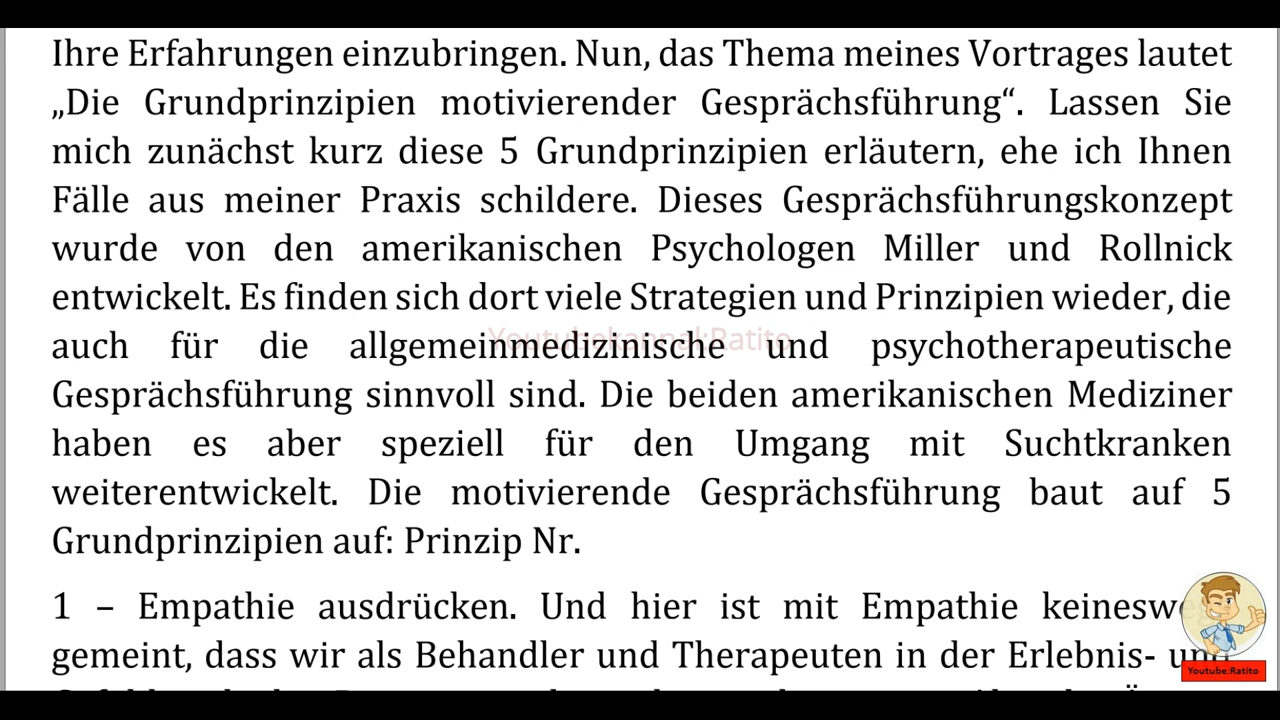 Ihre Erfahrungen einzubringen. Nun, das Thema meines Vortrages lautet
„Die Grundprinzipien motivierender Gesprächsführung“. Lassen Sie
mich zunächst kurz diese 5 Grundprinzipien erläutern, ehe ich Ihnen
Fälle aus meiner Praxis schildere. Dieses Gesprächsführungskonzept
wurde von den amerikanischen Psychologen Miller und Rollnick
entwickelt. Es finden sich dort viele Strategien und Prinzipien wieder, die
auch für die allgemeinmedizinische und psychotherapeutische
Gesprächsführung sinnvoll sind. Die beiden amerikanischen Mediziner
haben es aber speziell für den Umgang mit Suchtkranken
weiterentwickelt. Die motivierende Gesprächsführung baut auf 5
Grundprinzipien auf: Prinzip Nr.
1 – Empathie ausdrücken. Und hier ist mit Empathie keineswegs
gemeint, dass wir als Behandler und Therapeuten in der Erlebnis- und
Youtube:Ratito